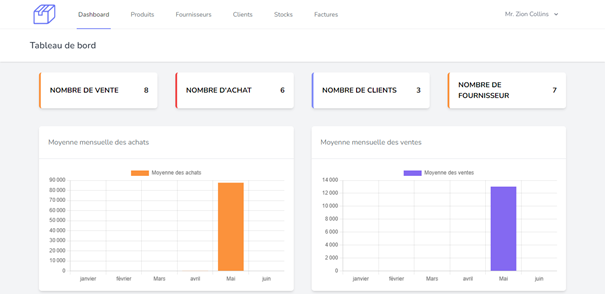 Dashboard Produits Fournisseurs Clients Stocks Factures Mr. Zion Collins
Tableau de bord
NOMBRE DE VENTE 8
NOMBRE D'ACHAT 6
NOMBRE DE CLIENTS 3
NOMBRE DE
FOURNISSEUR 7
Moyenne mensuelle des achats
Moyenne des achats
90 000
80 000
70 000
60 000
50 000
40 000
30 000
20 000
10 000
0
janvier février Mars avril Mai juin
Moyenne mensuelle des ventes
Moyenne des ventes
14 000
12 000
10 000
8 000
6 000
4 000
2 000
0
janvier février Mars avril Mai juin